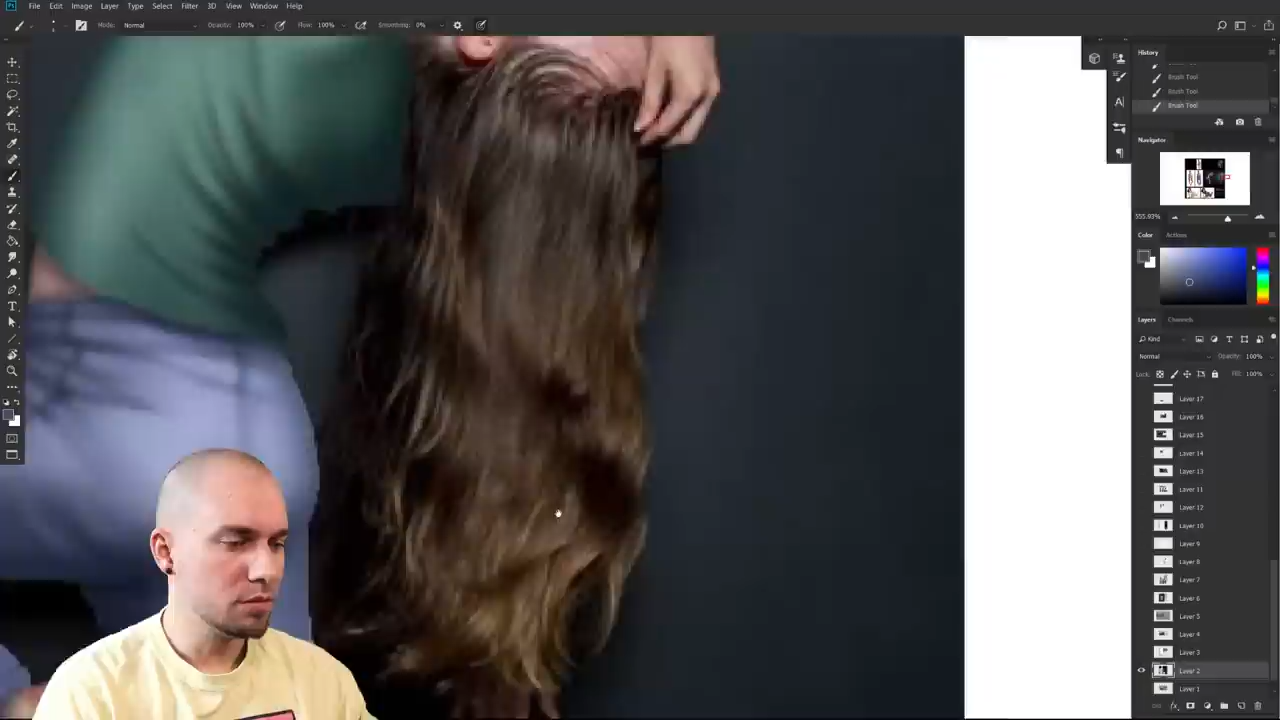 Ps File Edit Image Layer Type Select Filter 3D View Window Help
Mode: Normal Opacity: 100% Flow: 100% Smoothing: 0%
History
Brush Tool
Brush Tool
Brush Tool
Navigator
555.93%
Color Actions
Layers Channels
Kind
Normal Opacity: 100%
Lock: Fill: 100%
Layer 17
Layer 16
Layer 15
Layer 14
Layer 13
Layer 11
Layer 12
Layer 10
Layer 9
Layer 8
Layer 7
Layer 6
Layer 5
Layer 4
Layer 3
Layer 2
Layer 1